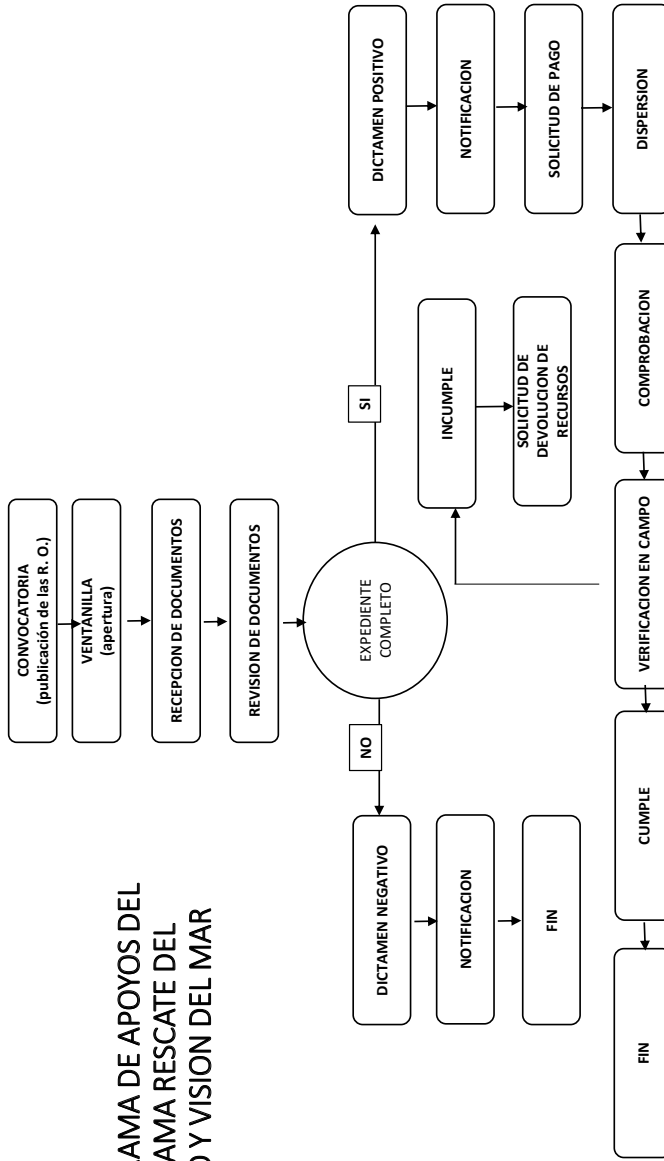 AMA DE APOYOS DEL
AMA RESCATE DEL
Y VISION DEL MAR
CONVOCATORIA
(publicación de las R. O.)
VENTANILLA
(apertura)
RECEPCION DE DOCUMENTOS
REVISION DE DOCUMENTOS
EXPEDIENTE
COMPLETO
NO
SI
DICTAMEN NEGATIVO
NOTIFICACION
FIN
DICTAMEN POSITIVO
NOTIFICACION
SOLICITUD DE PAGO
DISPERSION
COMPROBACION
VERIFICACION EN CAMPO
INCUMPLE
SOLICITUD DE
DEVOLUCION DE
RECURSOS
CUMPLE
FIN